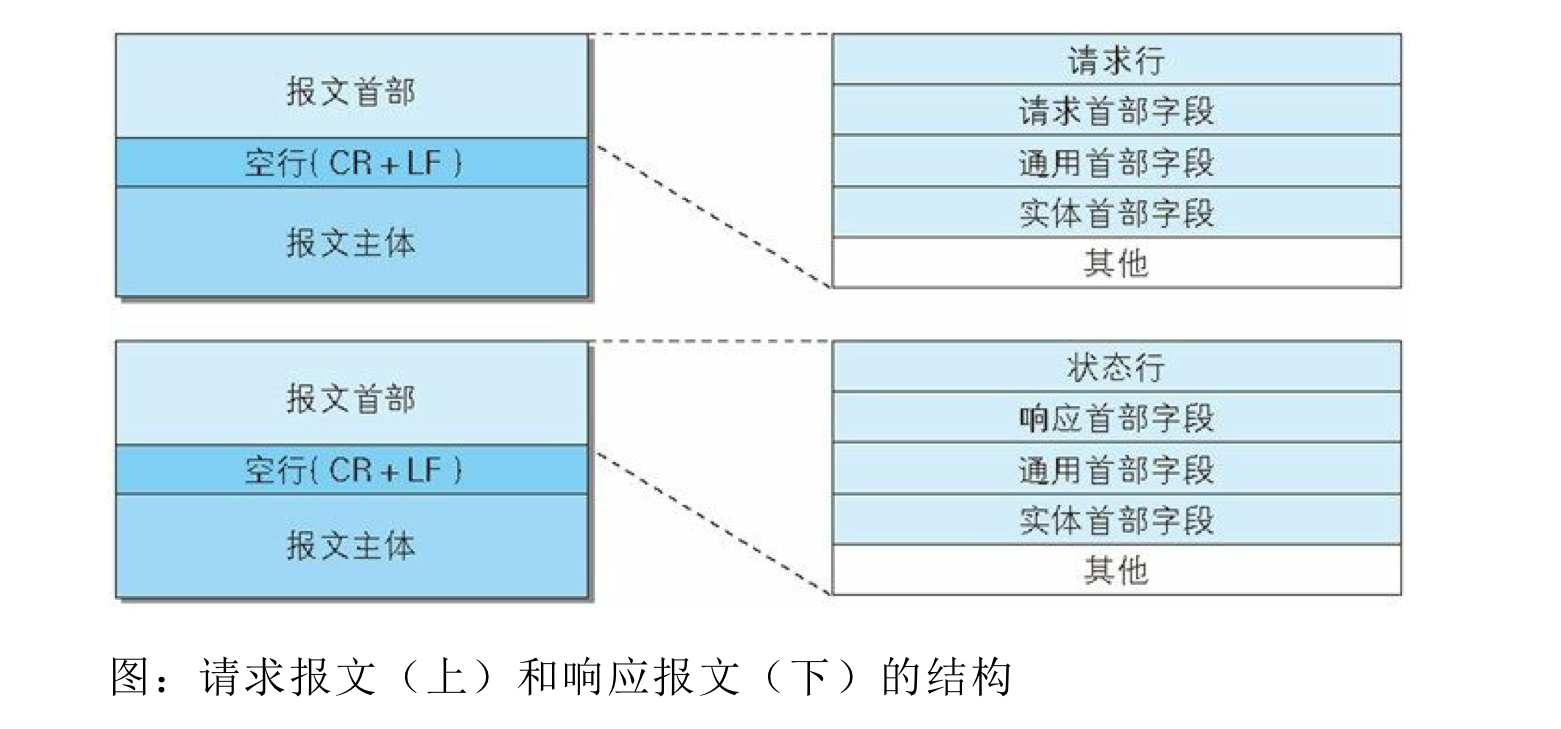 报文首部
空行(CR+LF)
报文主体
请求行
请求首部字段
通用首部字段
实体首部字段
其他
报文首部
空行(CR+LF)
报文主体
状态行
响应首部字段
通用首部字段
实体首部字段
其他
图：请求报文（上）和响应报文（下）的结构